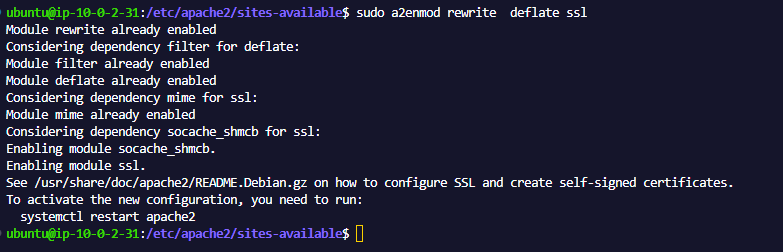 ubuntu@ip-10-0-2-31:/etc/apache2/sites-available$ sudo a2enmod rewrite  deflate ssl
Module rewrite already enabled
Considering dependency filter for deflate:
Module filter already enabled
Module deflate already enabled
Considering dependency mime for ssl:
Module mime already enabled
Considering dependency socache_shmcb for ssl:
Enabling module socache_shmcb.
Enabling module ssl.
See /usr/share/doc/apache2/README.Debian.gz on how to configure SSL and create self-signed certificates.
To activate the new configuration, you need to run:
  systemctl restart apache2
ubuntu@ip-10-0-2-31:/etc/apache2/sites-available$